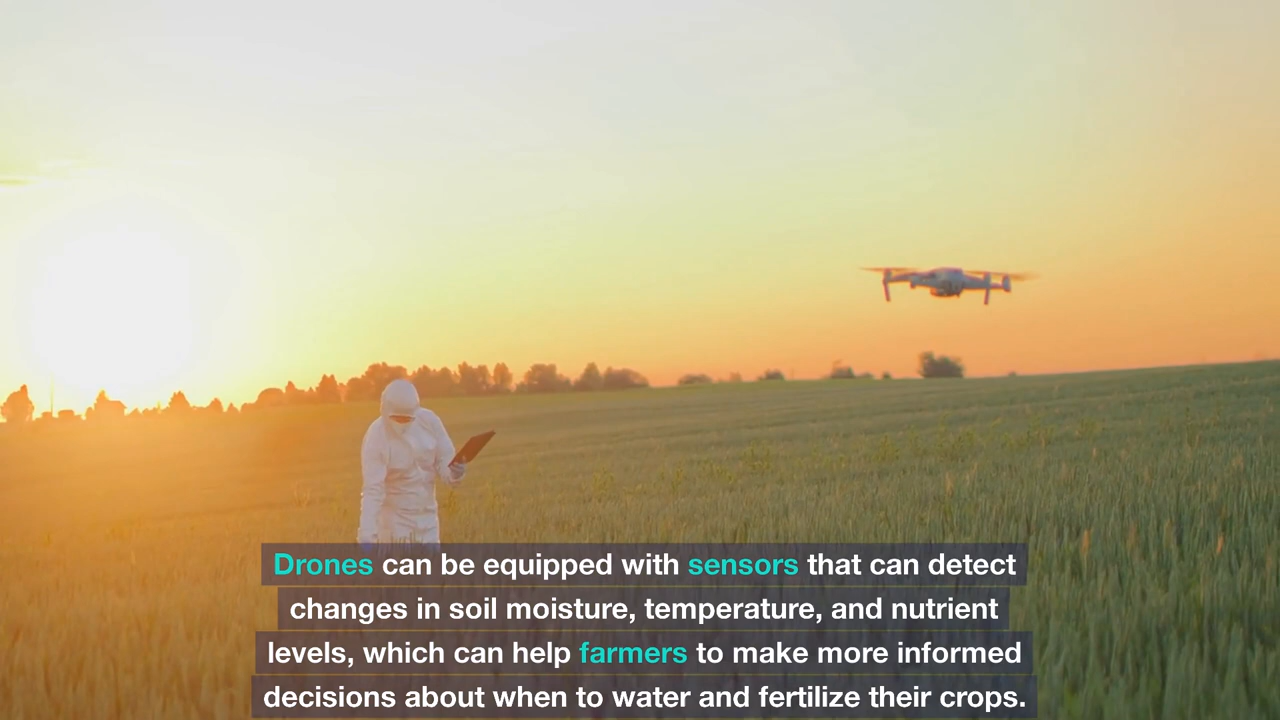 Drones can be equipped with sensors that can detect
changes in soil moisture, temperature, and nutrient
levels, which can help farmers to make more informed
decisions about when to water and fertilize their crops.